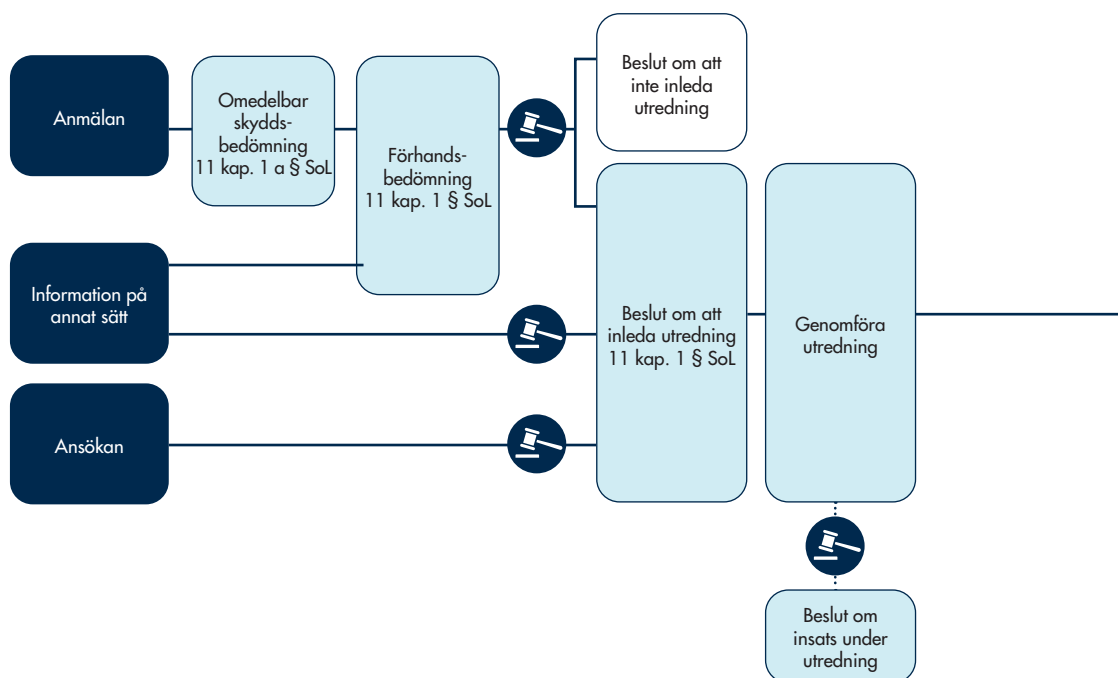 Anmälan
Omedelbar
skydds-
bedömning
11 kap. 1 a § SoL
Förhands-
bedömning
11 kap. 1 § SoL
Beslut om att
inte inleda
utredning
Information på
annat sätt
Beslut om att
inleda utredning
11 kap. 1 § SoL
Genomföra
utredning
Ansökan
Beslut om
insats under
utredning